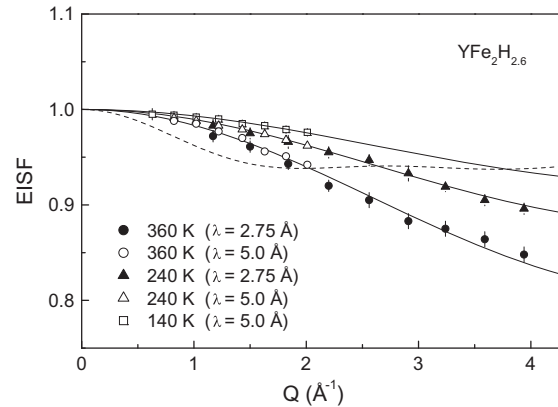 1.1
YFe₂H₂.₆
1.0
EISF
0.9
360 K (λ = 2.75 Å)
360 K (λ = 5.0 Å)
240 K (λ = 2.75 Å)
240 K (λ = 5.0 Å)
0.8
140 K (λ = 5.0 Å)
0 1 2 3 4
Q (Å⁻¹)